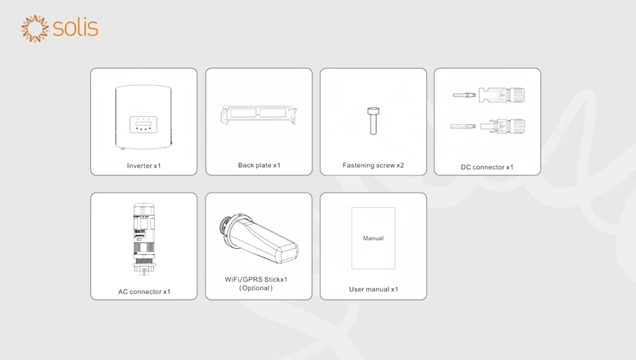 solis
Inverter x1
Back plate x1
Fastening screw x2
DC connector x1
AC connector x1
WiFi/GPRS Stickx1
(Optional)
Manual
User manual x1